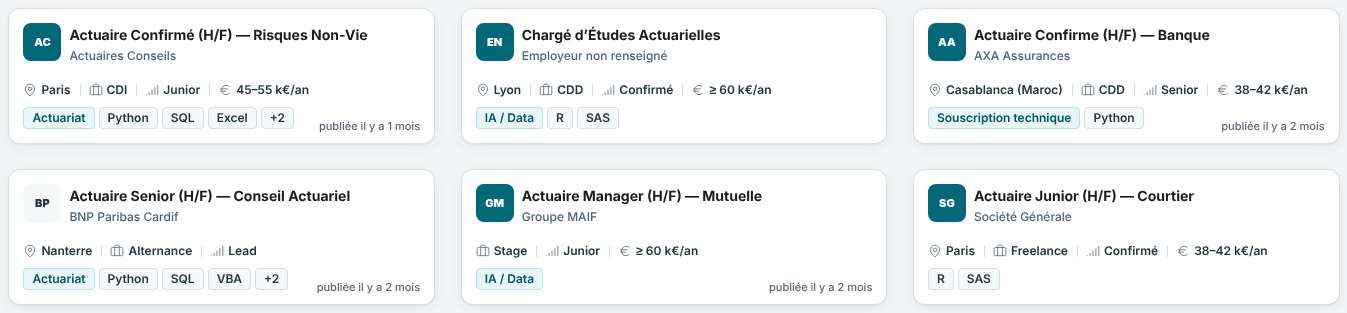 AC
Actuaire Confirmé (H/F) — Risques Non-Vie
Actuaires Conseils
Paris CDI Junior 45–55 k€/an
Actuariat Python SQL Excel +2
publiée il y a 1 mois
EN
Chargé d’Études Actuarielles
Employeur non renseigné
Lyon CDD Confirmé ≥ 60 k€/an
IA / Data R SAS
AA
Actuaire Confirme (H/F) — Banque
AXA Assurances
Casablanca (Maroc) CDD Senior 38–42 k€/an
Souscription technique Python
publiée il y a 2 mois
BP
Actuaire Senior (H/F) — Conseil Actuariel
BNP Paribas Cardif
Nanterre Alternance Lead
Actuariat Python SQL VBA +2
publiée il y a 2 mois
GM
Actuaire Manager (H/F) — Mutuelle
Groupe MAIF
Stage Junior ≥ 60 k€/an
IA / Data
publiée il y a 2 mois
SG
Actuaire Junior (H/F) — Courtier
Société Générale
Paris Freelance Confirmé 38–42 k€/an
R SAS